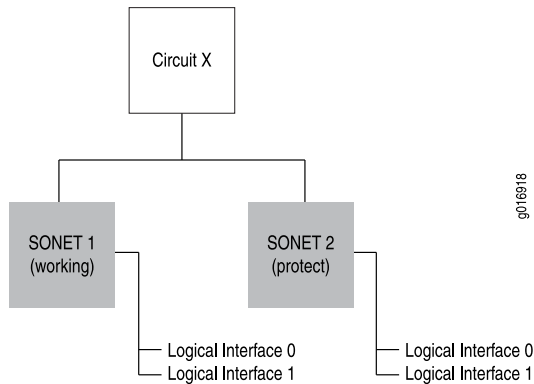 Circuit X
g016918
SONET 1
(working)
SONET 2
(protect)
Logical Interface 0
Logical Interface 1
Logical Interface 0
Logical Interface 1